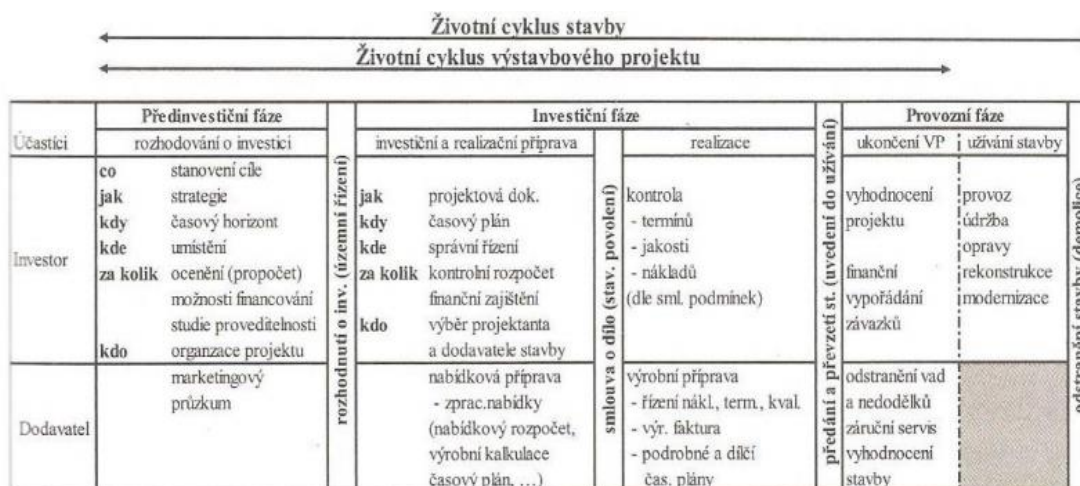 Životní cyklus stavby
Životní cyklus výstavbového projektu
Účastíci
Předinvestiční fáze
rozhodování o investici
rozhodnutí o inv. (územní řízení)
Investiční fáze
investiční a realizační příprava
smlouva o dílo (stav. povolení)
realizace
předání a převzetí st. (uvedení do užívání)
Provozní fáze
ukončení VP
užívání stavby
odstranění stavby (demolice)
Investor
co stanovení cíle
jak strategie
kdy časový horizont
kde umístění
za kolik ocenění (propočet)
možnosti financování
studie proveditelnosti
kdo organzace projektu
jak projektová dok.
kdy časový plán
kde správní řízení
za kolik kontrolní rozpočet
finanční zajištění
kdo výběr projektanta
a dodavatele stavby
kontrola
- termínů
- jakosti
- nákladů
(dle sml. podmínek)
vyhodnocení
projektu
finanční
vypořádání
závazků
provoz
údržba
opravy
rekonstrukce
modernizace
Dodavatel
marketingový
průzkum
nabídková příprava
- zprac.nabídky
(nabídkový rozpočet,
výrobní kalkulace
časový plán, ...)
výrobní příprava
- řízení nákl., term., kval.
- výr. faktura
- podrobné a dílčí
čas. plány
odstranění vad
a nedodělků
záruční servis
vyhodnocení
stavby